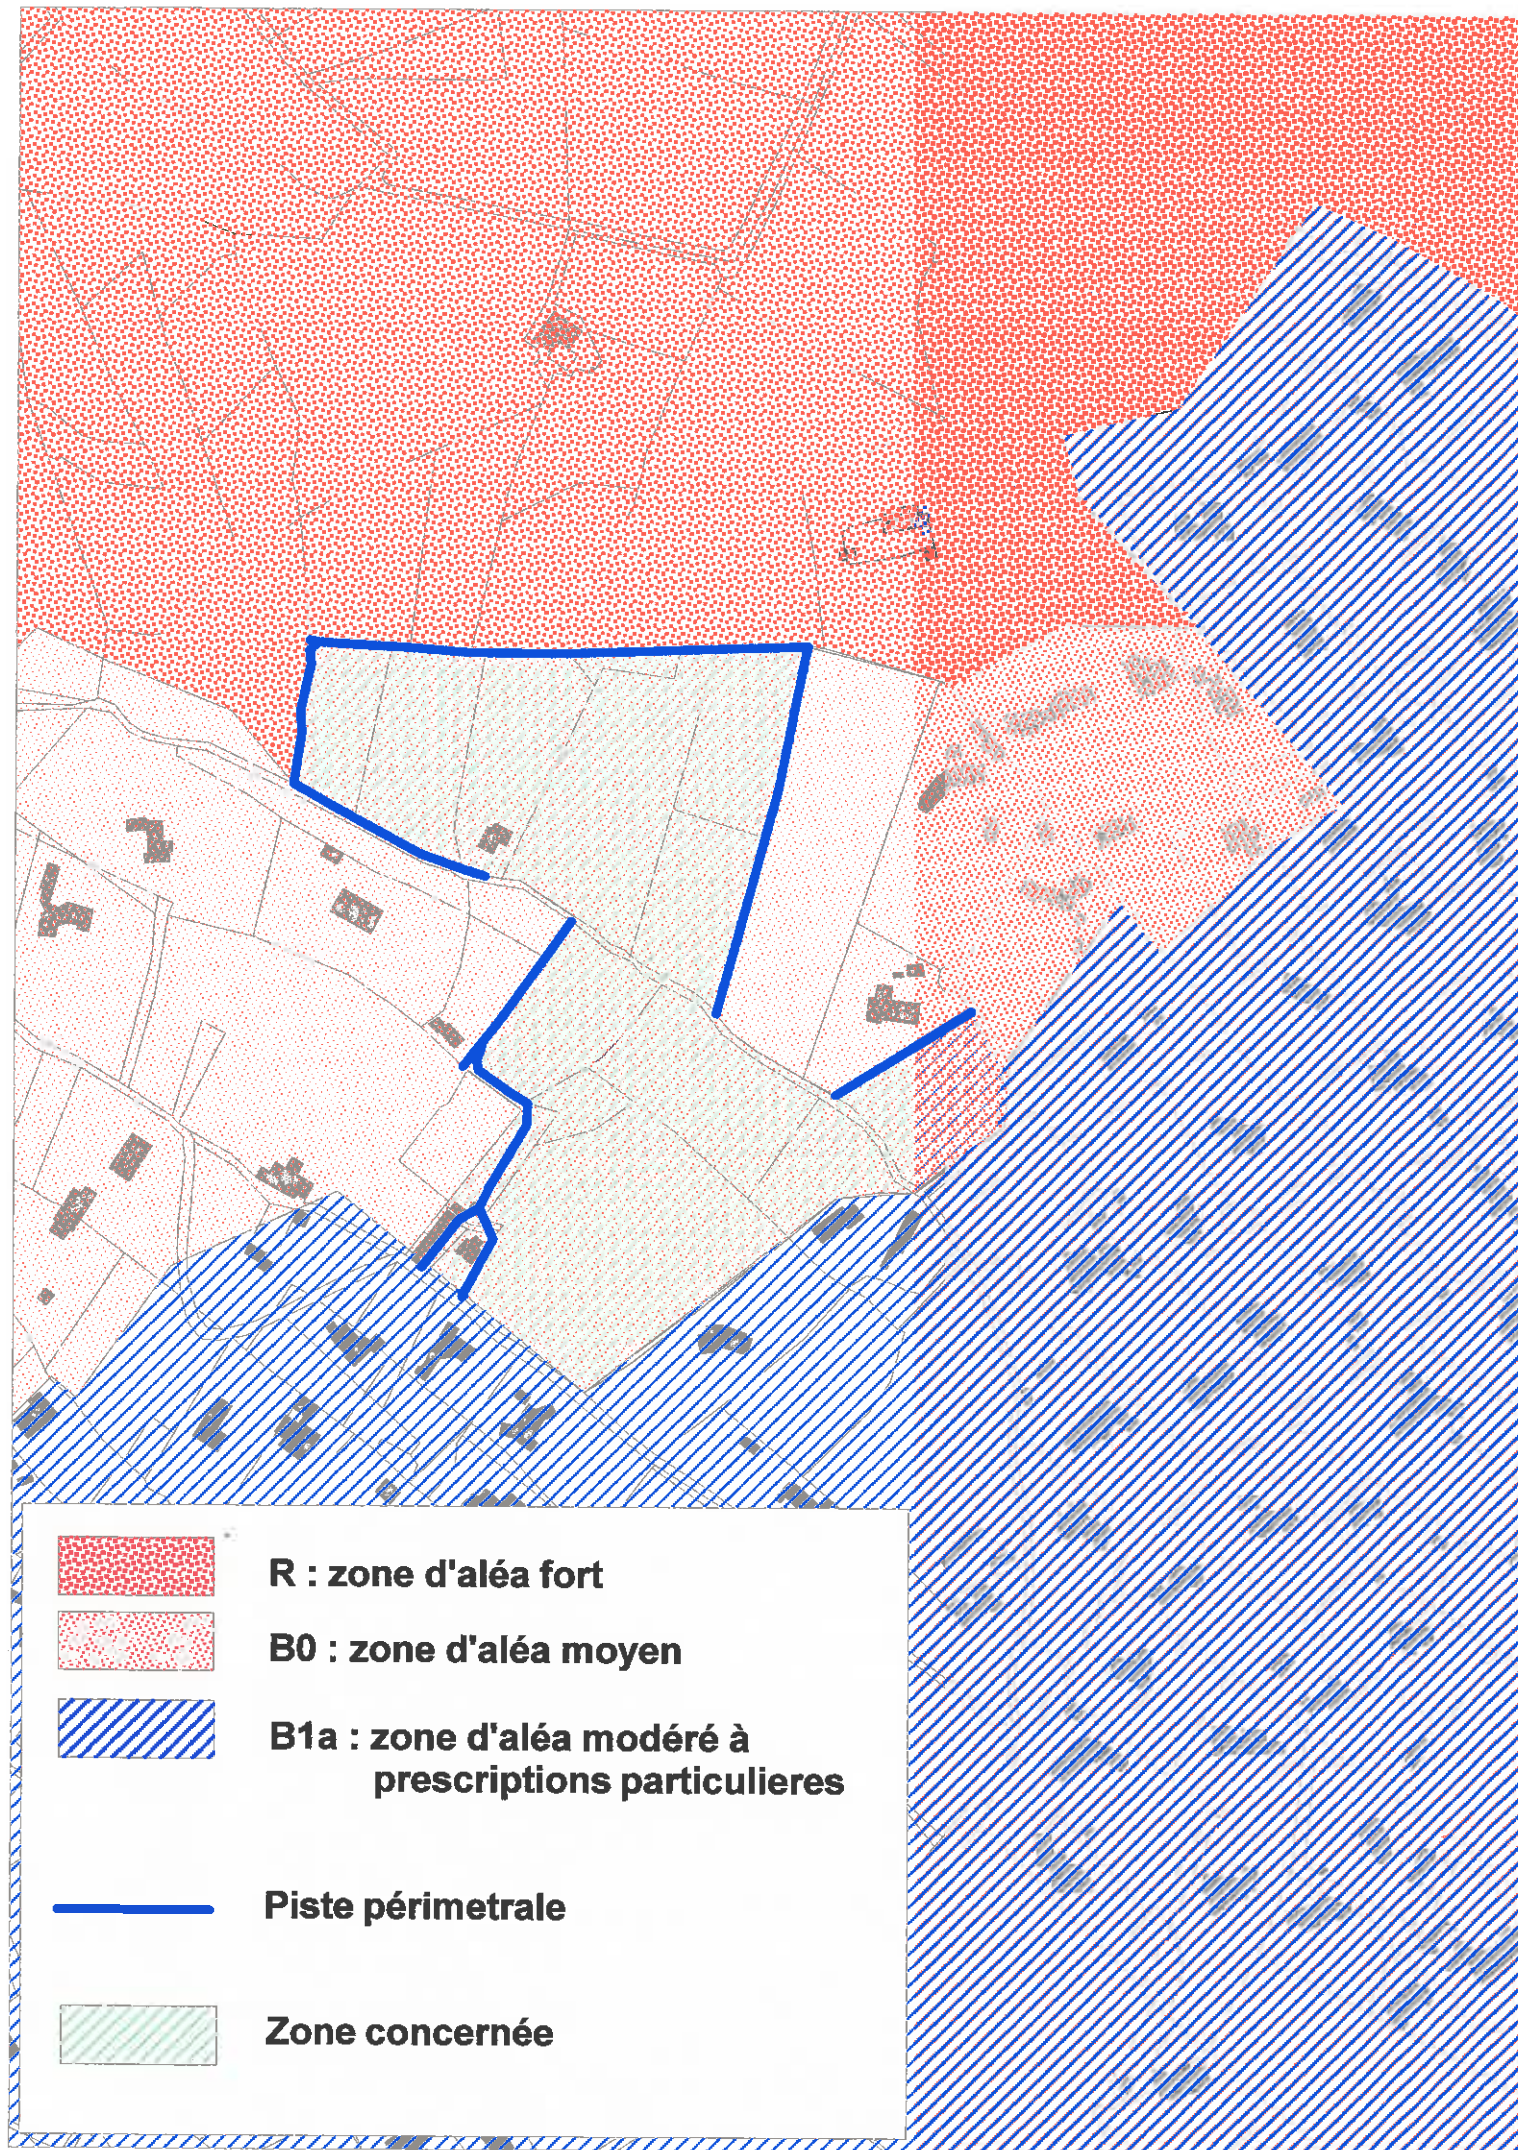 R : zone d'aléa fort
B0 : zone d'aléa moyen
B1a : zone d'aléa modéré à
prescriptions particulieres
Piste périmetrale
Zone concernée